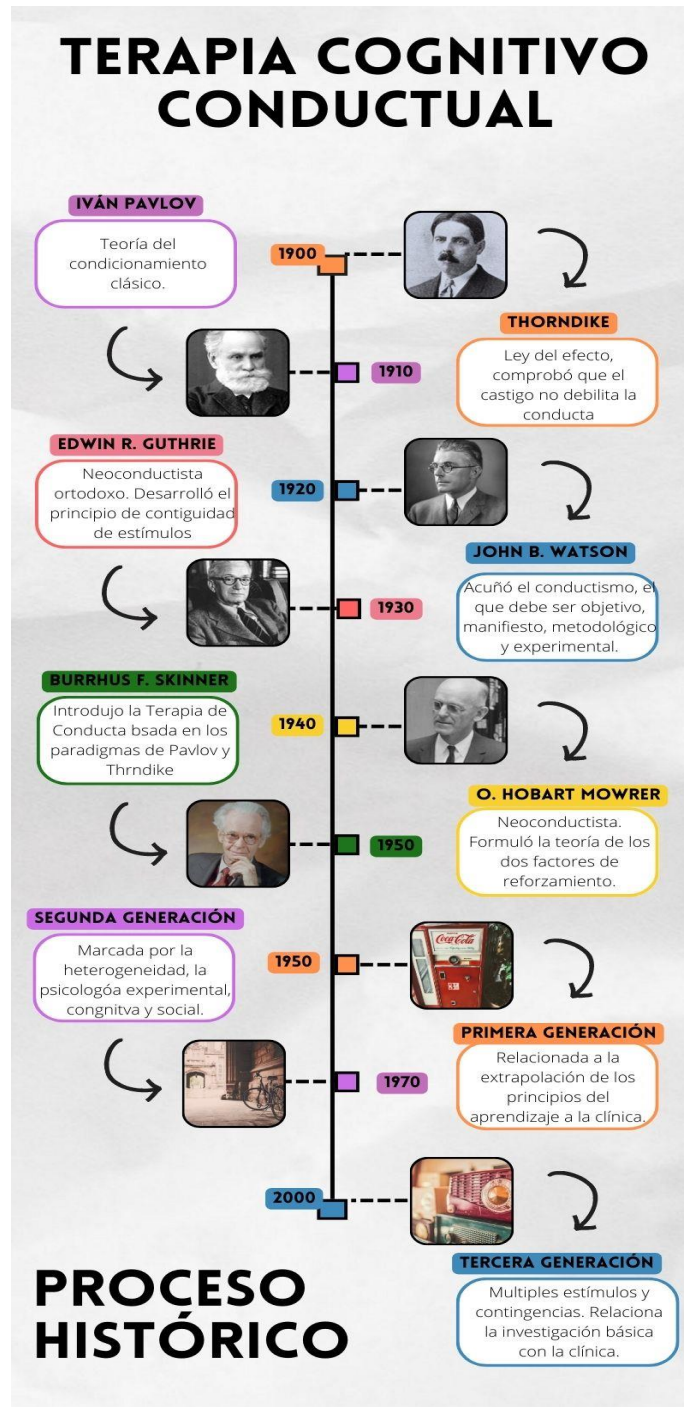 TERAPIA COGNITIVO
CONDUCTUAL
IVÁN PAVLOV
Teoría del
condicionamiento
clásico.
1900
THORNDIKE
Ley del efecto,
comprobó que el
castigo no debilita la
conducta
1910
EDWIN R. GUTHRIE
Neoconductista
ortodoxo. Desarrolló el
principio de contiguidad
de estímulos
1920
JOHN B. WATSON
Acuñó el conductismo, el
que debe ser objetivo,
manifiesto, metodológico
y experimental.
1930
BURRHUS F. SKINNER
Introdujo la Terapia de
Conducta bsada en los
paradigmas de Pavlov y
Thrndike
1940
O. HOBART MOWRER
Neoconductista.
Formuló la teoría de los
dos factores de
reforzamiento.
1950
SEGUNDA GENERACIÓN
Marcada por la
heterogeneidad, la
psicologóa experimental,
congnitva y social.
1950
Coca-Cola
PRIMERA GENERACIÓN
Relacionada a la
extrapolación de los
principios del
aprendizaje a la clínica.
1970
2000
TERCERA GENERACIÓN
Multiples estímulos y
contingencias. Relaciona
la investigación básica
con la clínica.
PROCESO
HISTÓRICO